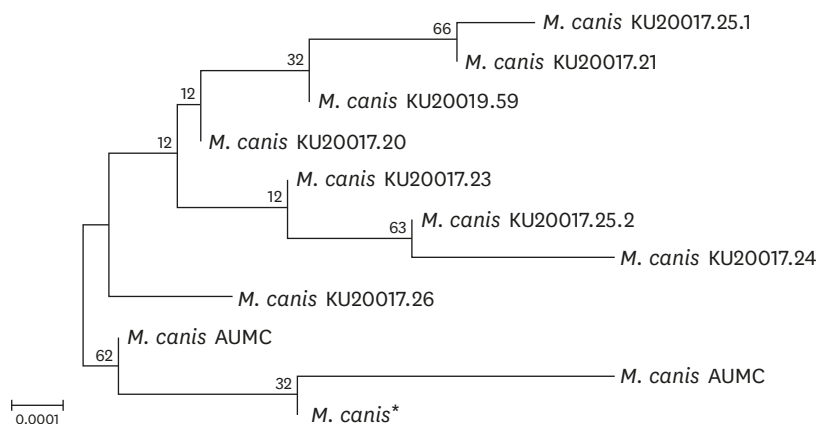 66
M. canis KU20017.25.1
M. canis KU20017.21
32
M. canis KU20019.59
12
M. canis KU20017.20
12
M. canis KU20017.23
12
M. canis KU20017.25.2
63
M. canis KU20017.24
M. canis KU20017.26
M. canis AUMC
62
M. canis AUMC
32
M. canis*
0.0001